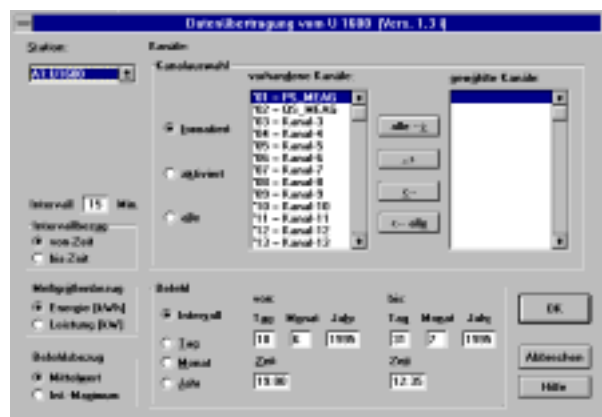 Datenübertragung vom U 1600 (Vers. 1.3
Station:
Kanäle:
A1:U1600
Kanalauswahl
vorhandene Kanäle:
gewählte Kanäle:
'01 - PS_MEAG
'02 - QS_MEAG
'03 - Kanal-3
'04 - Kanal-4
'05 - Kanal-5
'06 - Kanal-6
'07 - Kanal-7
'08 - Kanal-8
'09 - Kanal-9
'10 - Kanal-10
'11 - Kanal-11
'12 - Kanal-12
'13 - Kanal-13
formatiert
aktiviert
alle
alle -->
-->
<--
<-- alle
Intervall 15 Min.
Intervallbezug
von-Zeit
bis-Zeit
Meßgrößenbezug
Energie [kWh]
Leistung [kW]
Befehlsbezug
Mittelwert
Int.-Maximum
Befehl
Intervall
Tag
Monat
Jahr
von:
Tag Monat Jahr
6 1995
Zeit
bis:
Tag Monat Jahr
31 7 1995
Zeit
12:35
OK
Abbrechen
Hilfe